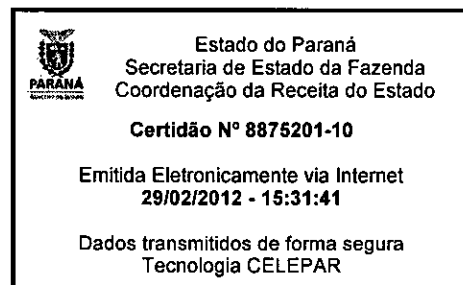 Estado do Paraná
Secretaria de Estado da Fazenda
Coordenação da Receita do Estado
PARANÁ
Certidão Nº 8875201-10
Emitida Eletronicamente via Internet
29/02/2012 - 15:31:41
Dados transmitidos de forma segura
Tecnologia CELEPAR